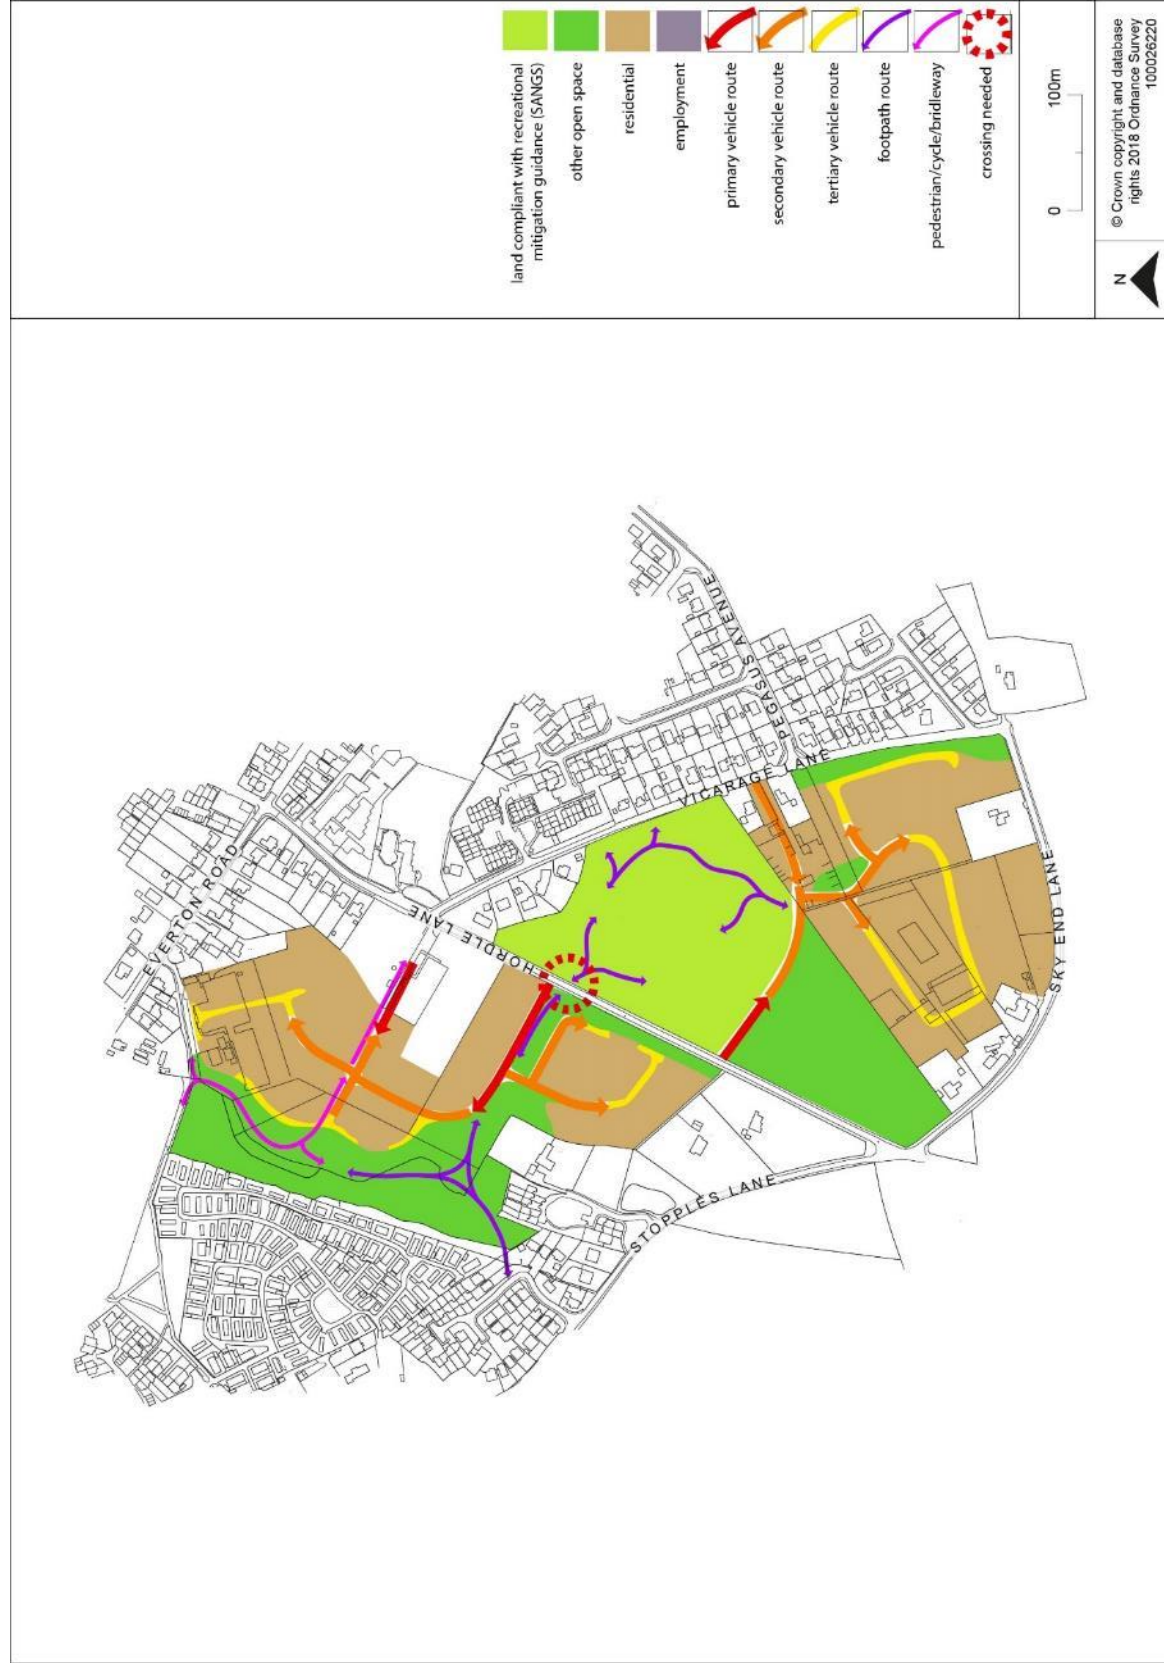 land compliant with recreational
mitigation guidance (SANGS)
other open space
residential
employment
primary vehicle route
secondary vehicle route
tertiary vehicle route
footpath route
pedestrian/cycle/bridleway
crossing needed
0 100m
N
© Crown copyright and database
rights 2018 Ordnance Survey
100026220
EVERTON ROAD
HORDLE LANE
VICARAGE LANE
PEGASUS AVENUE
STOPPLES LANE
SKY END LANE